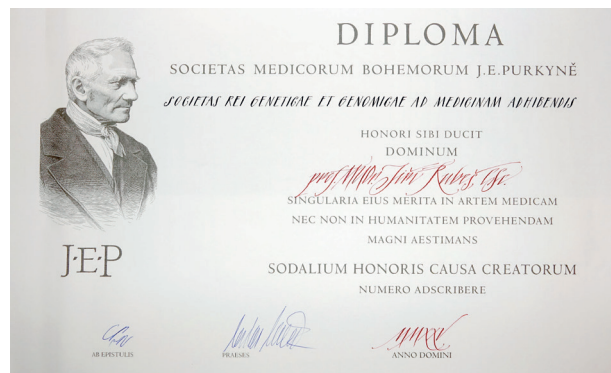 DIPLOMA
SOCIETAS MEDICORUM BOHEMORUM J.E.PURKYNĚ
SOCIETAS REI GENETICAE ET GENOMICAE AD MEDICINAM ADHIBENDIS
HONORI SIBI DUCIT
DOMINUM
prof. MUDr. Jiří Kubeš, CSc.
SINGULARIA EIUS MERITA IN ARTEM MEDICAM
NEC NON IN HUMANITATEM PROVEHENDAM
MAGNI AESTIMANS
J·E·P
SODALIUM HONORIS CAUSA CREATORUM
NUMERO ADSCRIBERE
AB EPISTULIS
PRAESES
MMXXV.
ANNO DOMINI